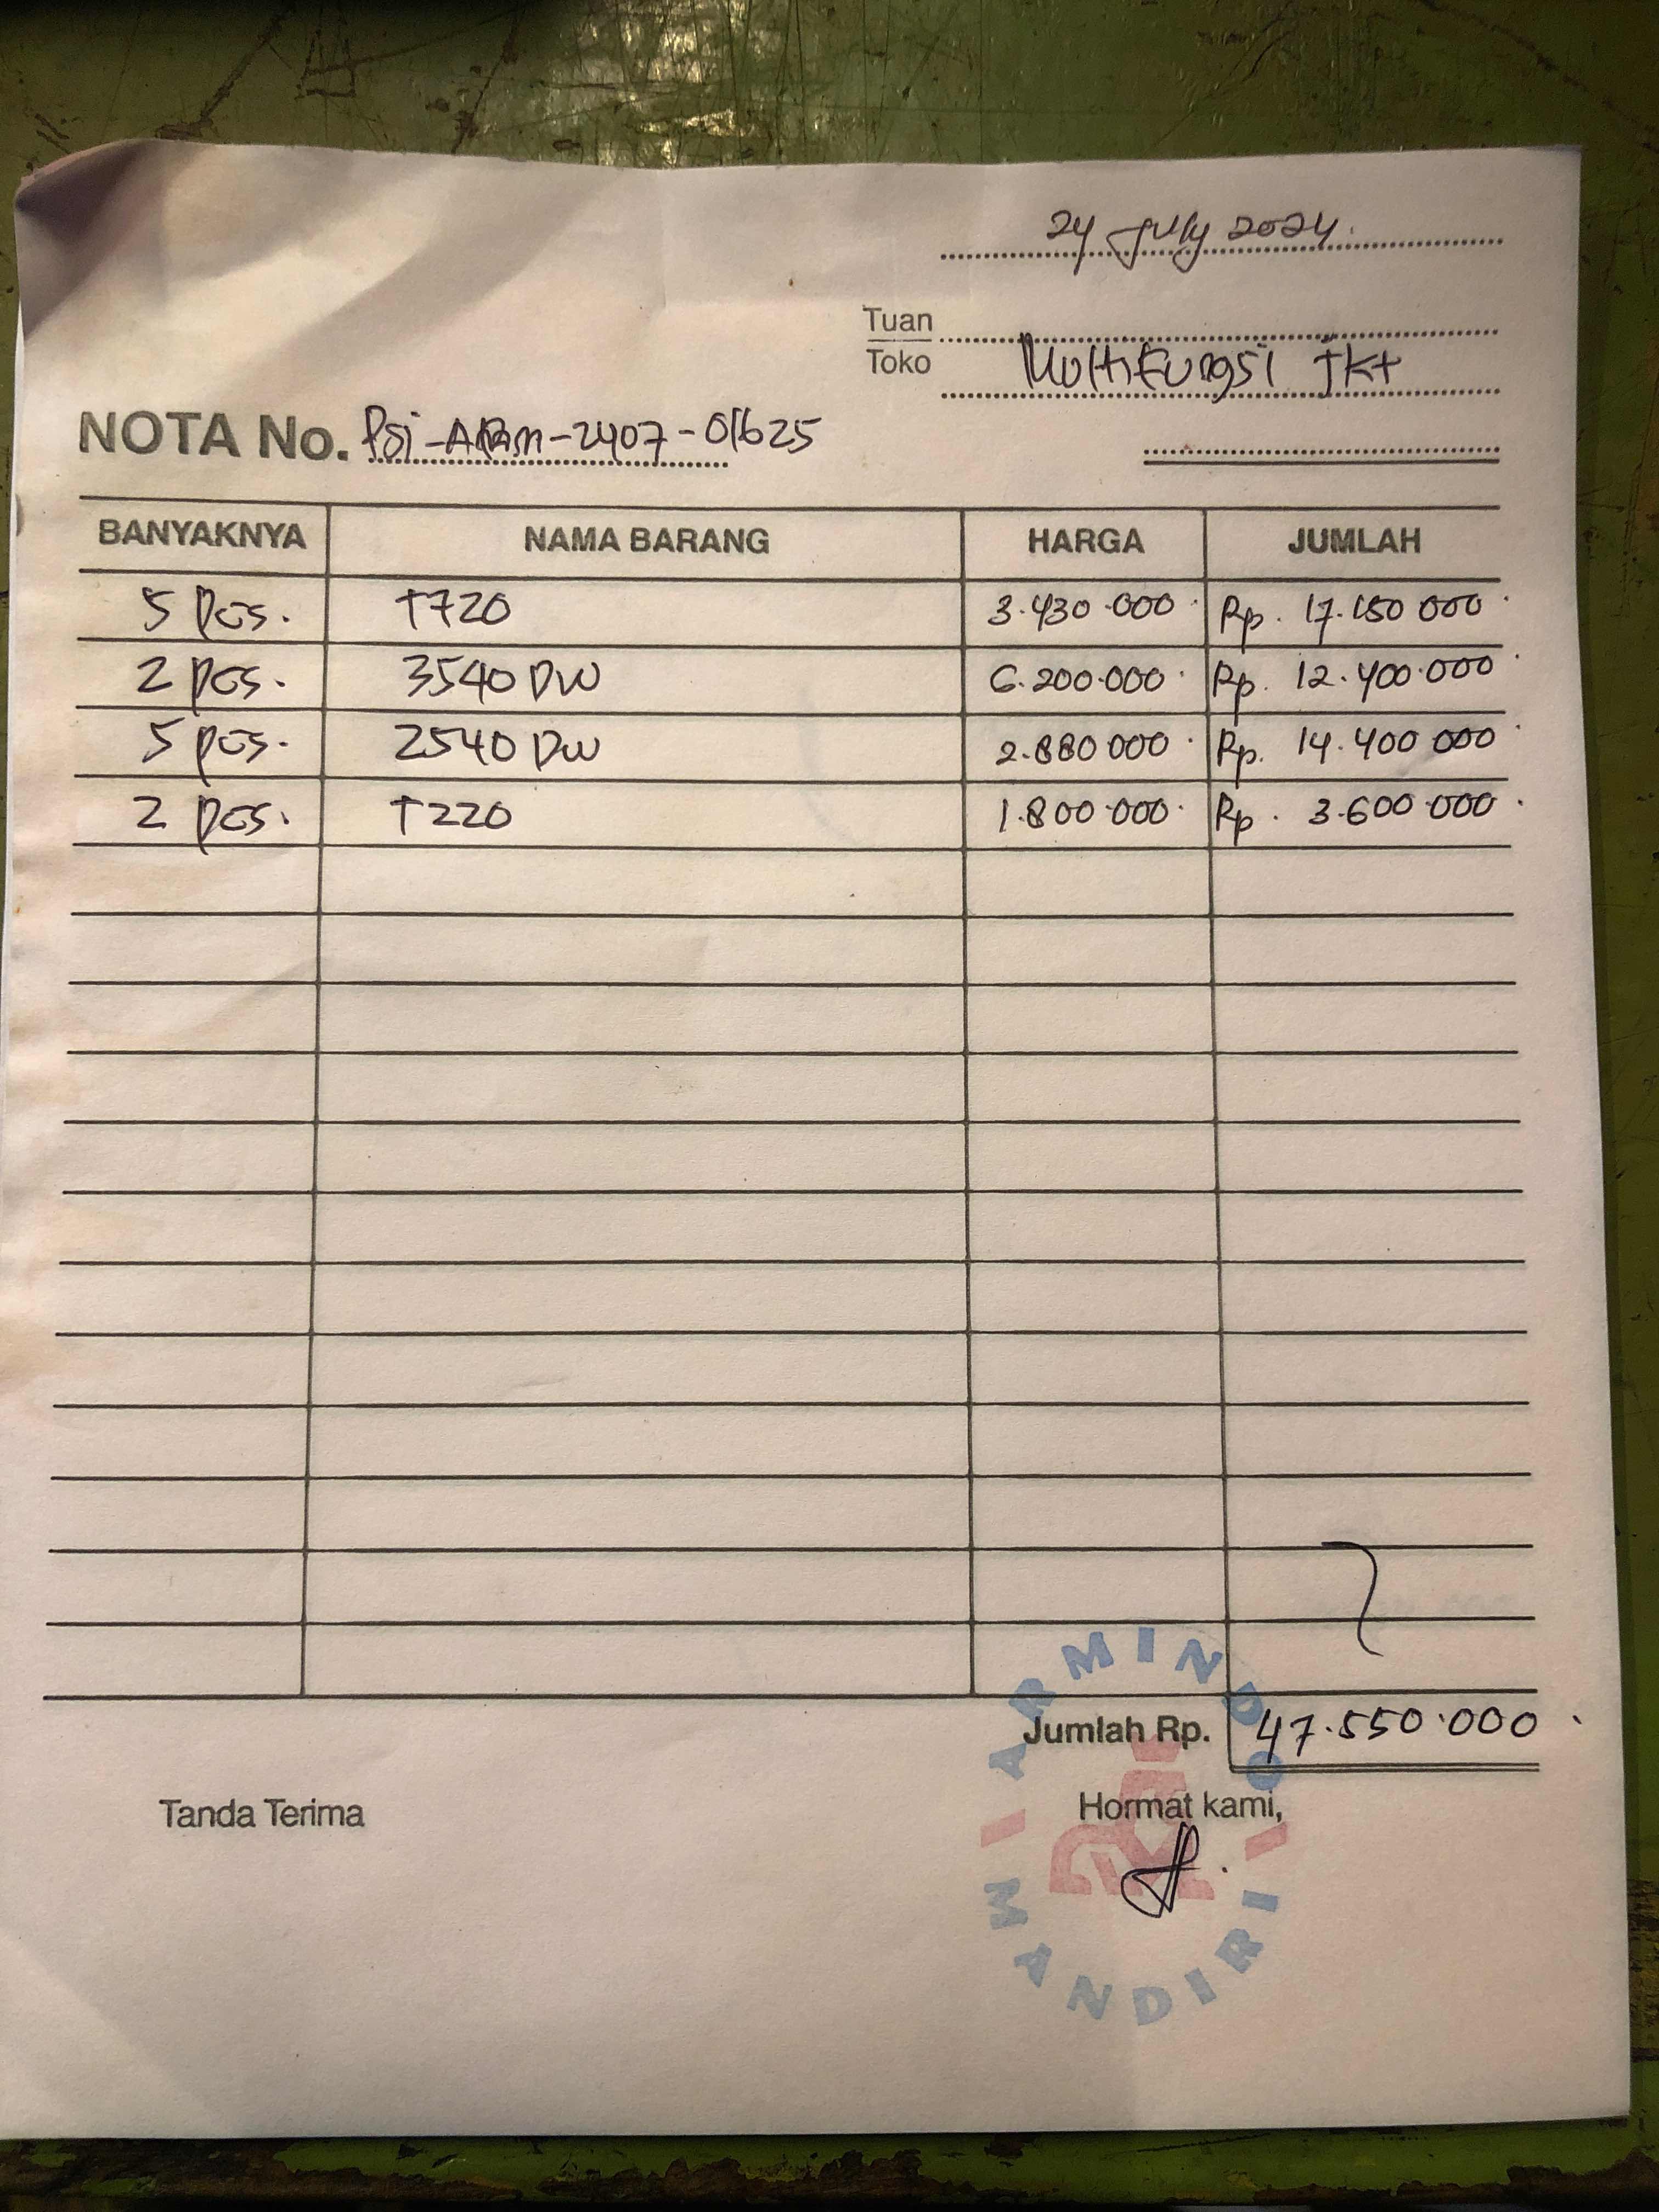 24 July 2024.
Tuan
Toko Multifungsi Jkt
NOTA No. PSi-ARM-2407-01625
BANYAKNYA NAMA BARANG HARGA JUMLAH
5 pcs. T720 3.430.000 Rp. 17.150.000
2 pcs. 3540 DW 6.200.000 Rp. 12.400.000
5 pcs. 2540 DW 2.880.000 Rp. 14.400.000
2 pcs. T220 1.800.000 Rp. 3.600.000
Jumlah Rp. 47.550.000
Tanda Terima Hormat kami,
ARMINDO
MANDIRI